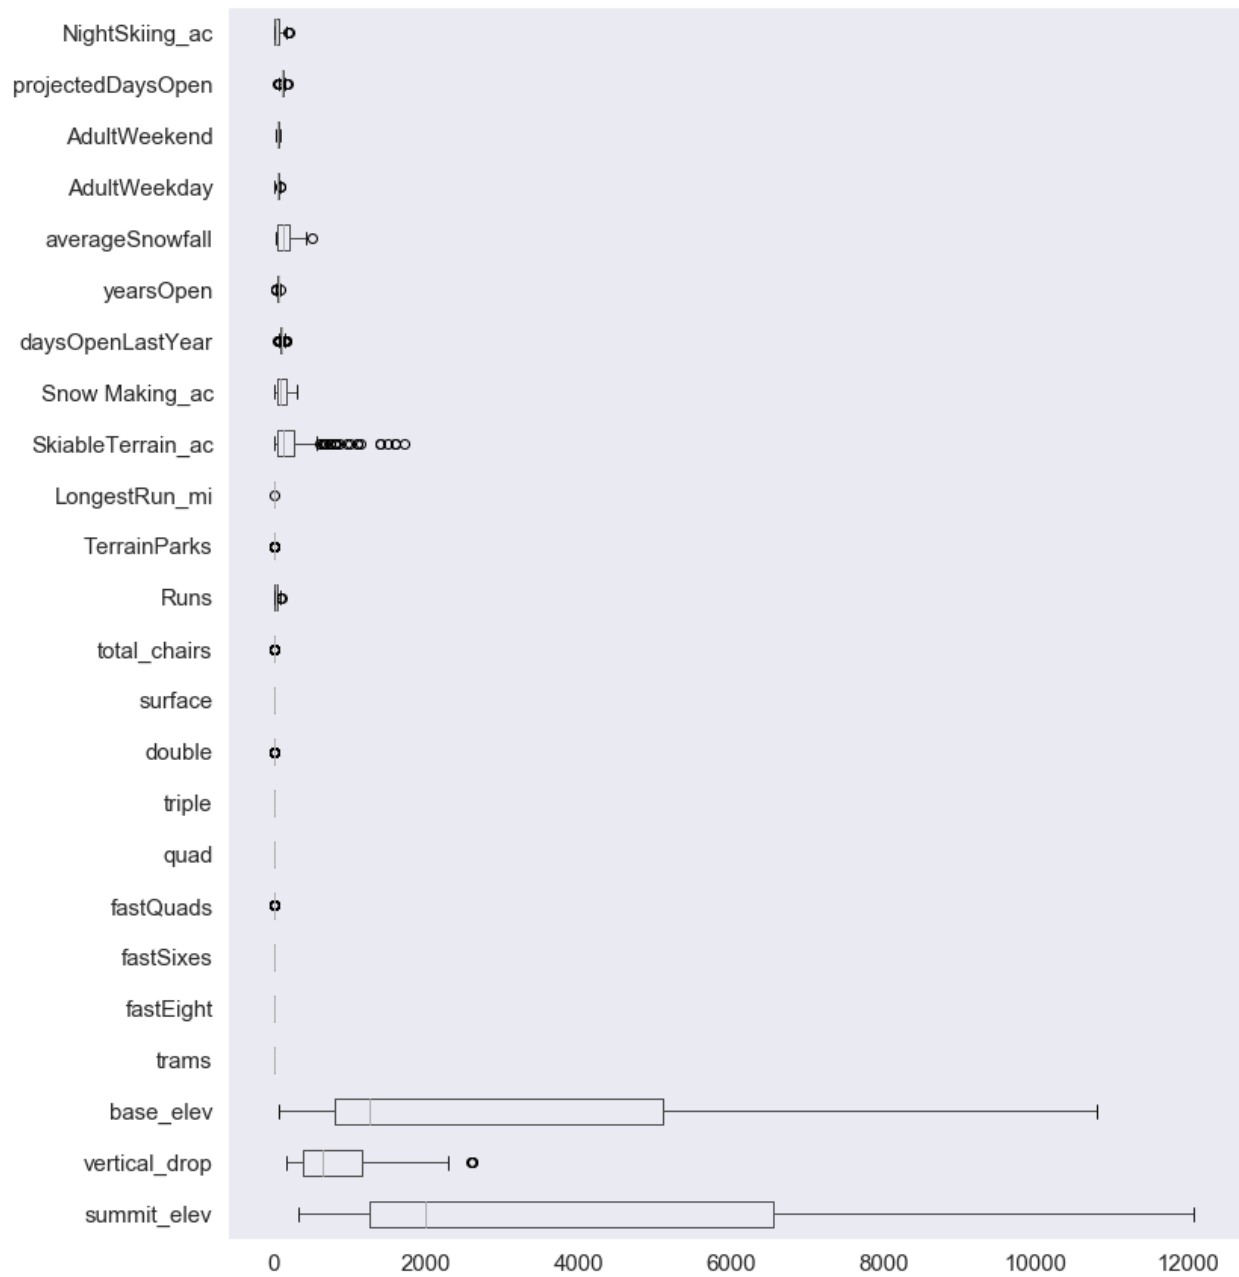 NightSkiing_ac
projectedDaysOpen
AdultWeekend
AdultWeekday
averageSnowfall
yearsOpen
daysOpenLastYear
Snow Making_ac
SkiableTerrain_ac
LongestRun_mi
TerrainParks
Runs
total_chairs
surface
double
triple
quad
fastQuads
fastSixes
fastEight
trams
base_elev
vertical_drop
summit_elev
0 2000 4000 6000 8000 10000 12000